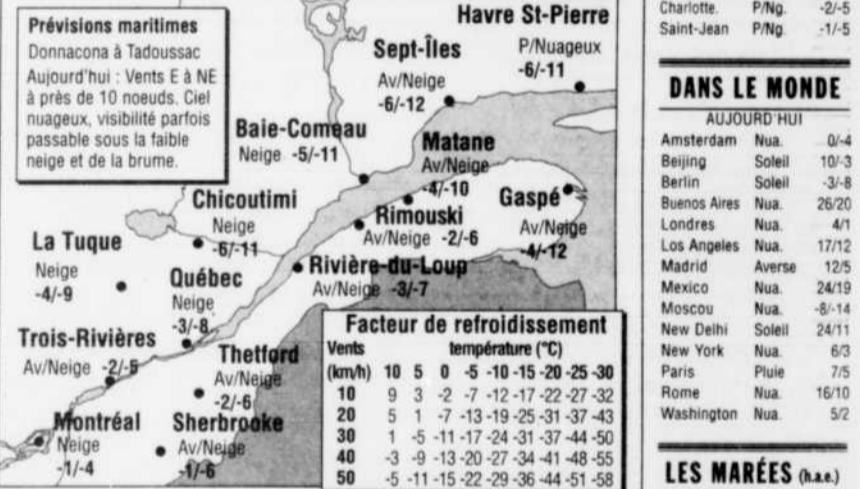 Prévisions maritimes
Donnacona à Tadoussac
Aujourd'hui : Vents E à NE
à près de 10 noeuds. Ciel
nuageux, visibilité parfois
passable sous la faible
neige et de la brume.
Havre St-Pierre
P/Nuageux
-6/-11
Sept-Îles
Av/Neige
-6/-12
Baie-Comeau
Neige -5/-11
Matane
Av/Neige
-4/-10
Gaspé
Av/Neige
-4/-12
Chicoutimi
Neige
-6/-11
Rimouski
Av/Neige -2/-6
La Tuque
Neige
-4/-9
Rivière-du-Loup
Av/Neige -3/-7
Québec
Neige
-3/-8
Trois-Rivières
Av/Neige -2/-5
Thetford
Av/Neige
-2/-6
Montréal
Neige
-1/-4
Sherbrooke
Av/Neige
-1/-6
Facteur de refroidissement
Vents température (°C)
(km/h) 10 5 0 -5 -10 -15 -20 -25 -30
10 9 3 -2 -7 -12 -17 -22 -27 -32
20 5 1 -7 -13 -19 -25 -31 -37 -43
30 1 -5 -11 -17 -24 -31 -37 -44 -50
40 -3 -9 -13 -20 -27 -34 -41 -48 -55
50 -5 -11 -15 -22 -29 -36 -44 -51 -58
Charlotte. P/Ng. -2/-5
Saint-Jean P/Ng. -1/-5
DANS LE MONDE
AUJOURD'HUI
Amsterdam Nua. 0/-4
Beijing Soleil 10/-3
Berlin Soleil -3/-8
Buenos Aires Nua. 26/20
Londres Nua. 4/1
Los Angeles Nua. 17/12
Madrid Averse 12/5
Mexico Nua. 24/19
Moscou Nua. -8/-14
New Delhi Soleil 24/11
New York Nua. 6/3
Paris Pluie 7/5
Rome Nua. 16/10
Washington Nua. 5/2
LES MARÉES (h.a.e.)